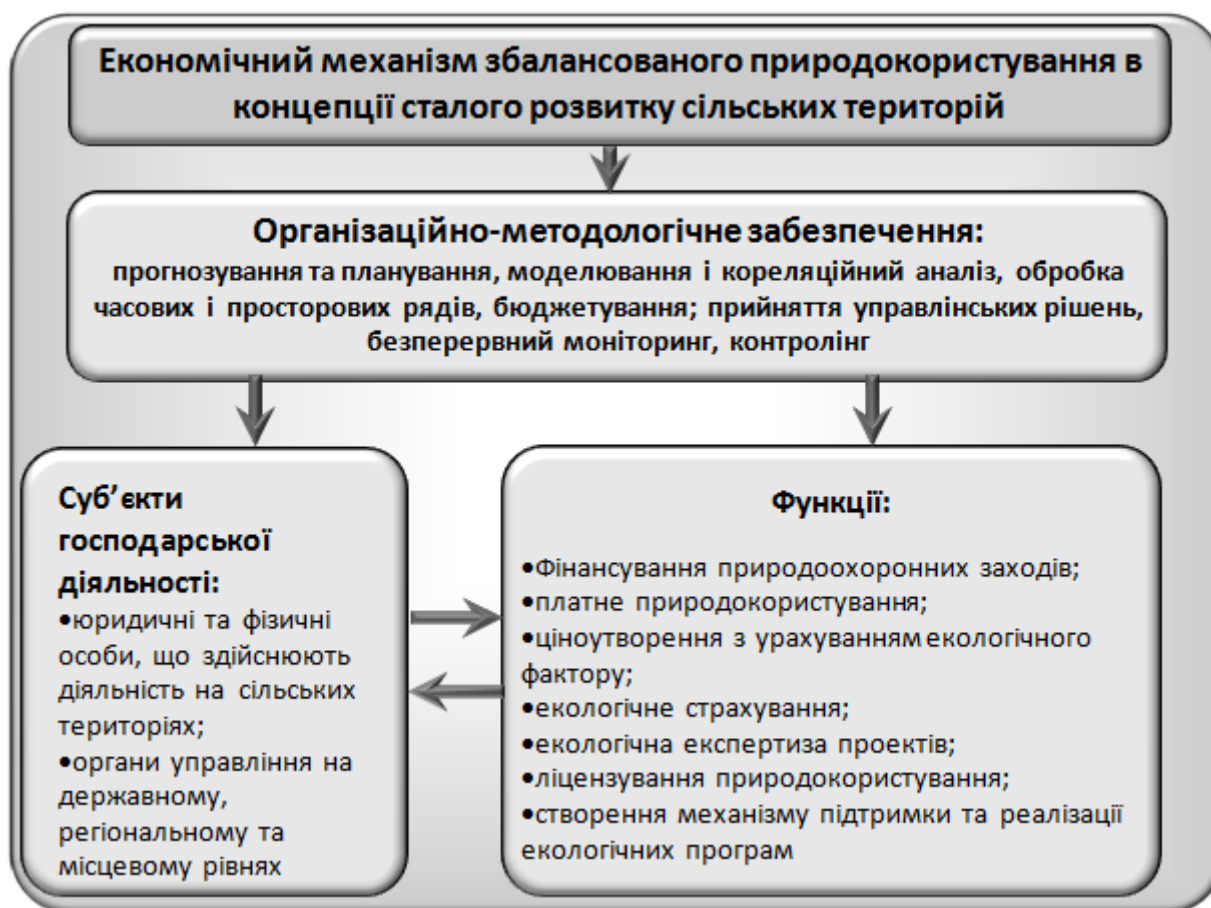 Економічний механізм збалансованого природокористування в
концепції сталого розвитку сільських територій
Організаційно-методологічне забезпечення:
прогнозування та планування, моделювання і кореляційний аналіз, обробка
часових і просторових рядів, бюджетування; прийняття управлінських рішень,
безперервний моніторинг, контролінг
Суб’єкти
господарської
діяльності:
•юридичні та фізичні
особи, що здійснюють
діяльність на сільських
територіях;
•органи управління на
державному,
регіональному та
місцевому рівнях
Функції:
•Фінансування природоохоронних заходів;
•платне природокористування;
•ціноутворення з урахуванням екологічного
фактору;
•екологічне страхування;
•екологічна експертиза проектів;
•ліцензування природокористування;
•створення механізму підтримки та реалізації
екологічних програм